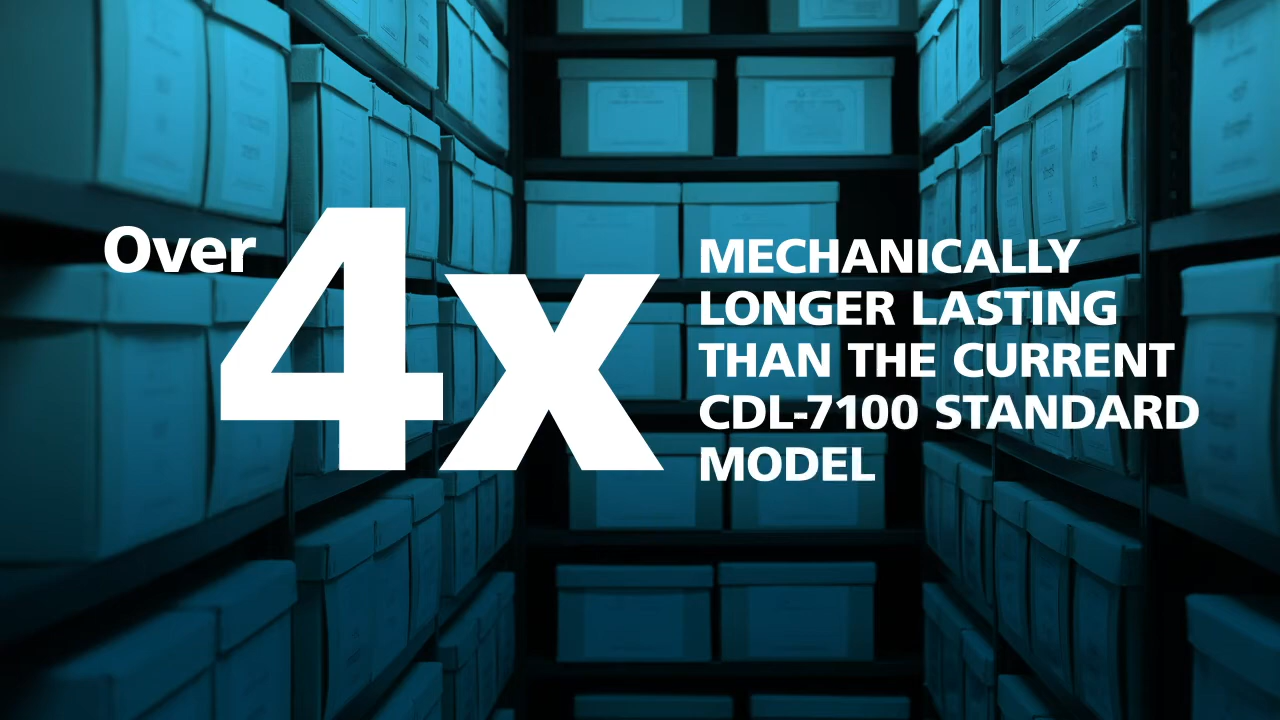 Over
4x
MECHANICALLY
LONGER LASTING
THAN THE CURRENT
CDL-7100 STANDARD
MODEL